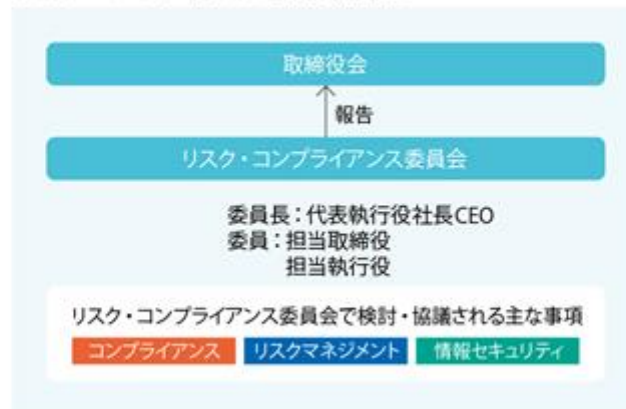 取締役会
報告
リスク・コンプライアンス委員会
委員長：代表執行役社長CEO
委員：担当取締役
担当執行役
リスク・コンプライアンス委員会で検討・協議される主な事項
コンプライアンス リスクマネジメント 情報セキュリティ